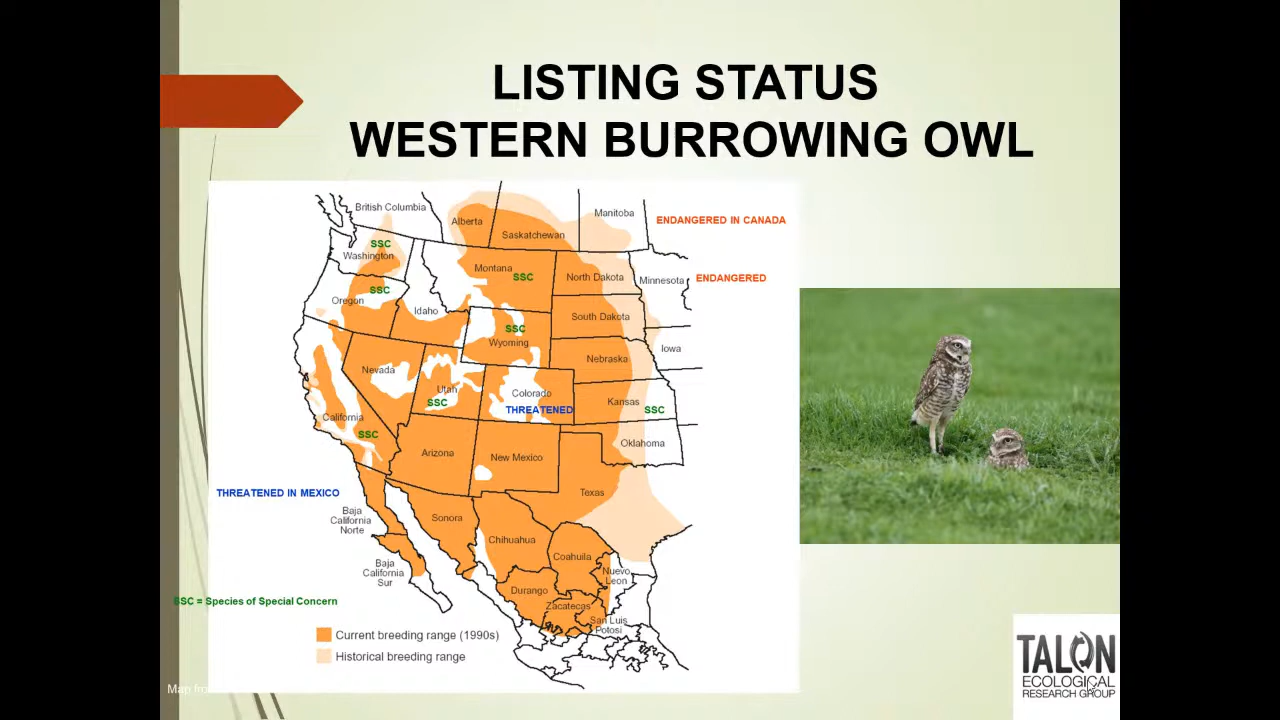 LISTING STATUS
WESTERN BURROWING OWL
British Columbia
Alberta
Saskatchewan
Manitoba
ENDANGERED IN CANADA
SSC
Washington
Montana
SSC
North Dakota
Minnesota
ENDANGERED
SSC
Oregon
Idaho
SSC
Wyoming
South Dakota
Iowa
Nebraska
Nevada
Utah
SSC
Colorado
THREATENED
Kansas
SSC
California
SSC
Oklahoma
Arizona
New Mexico
Texas
THREATENED IN MEXICO
Baja
California
Norte
Sonora
Chihuahua
Coahuila
Baja
California
Sur
Nuevo
Leon
Durango
Zacatecas
San Luis
Potosi
SSC = Species of Special Concern
Current breeding range (1990s)
Historical breeding range
Map
TALON
ECOLOGICAL
RESEARCH GROUP